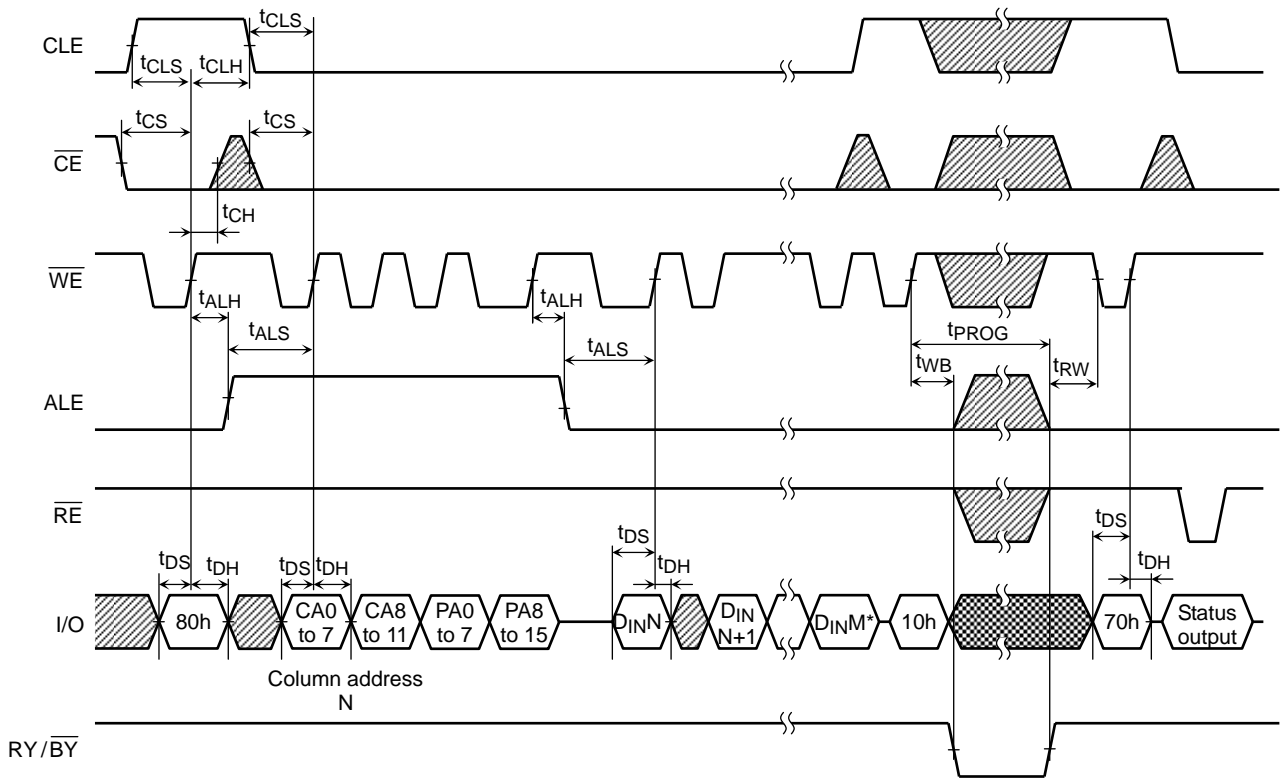 CLE
tCLS
tCLS
tCLH
CE
tCS
tCS
tCH
WE
tALH
tALS
tALH
tALS
tPROG
tWB
tRW
ALE
RE
tDS
tDH
tDS
tDH
tDS
tDH
tDS
tDH
I/O
80h
CA0
to 7
CA8
to 11
PA0
to 7
PA8
to 15
DINN
DIN
N+1
DINM*
10h
70h
Status
output
Column address
N
RY/BY